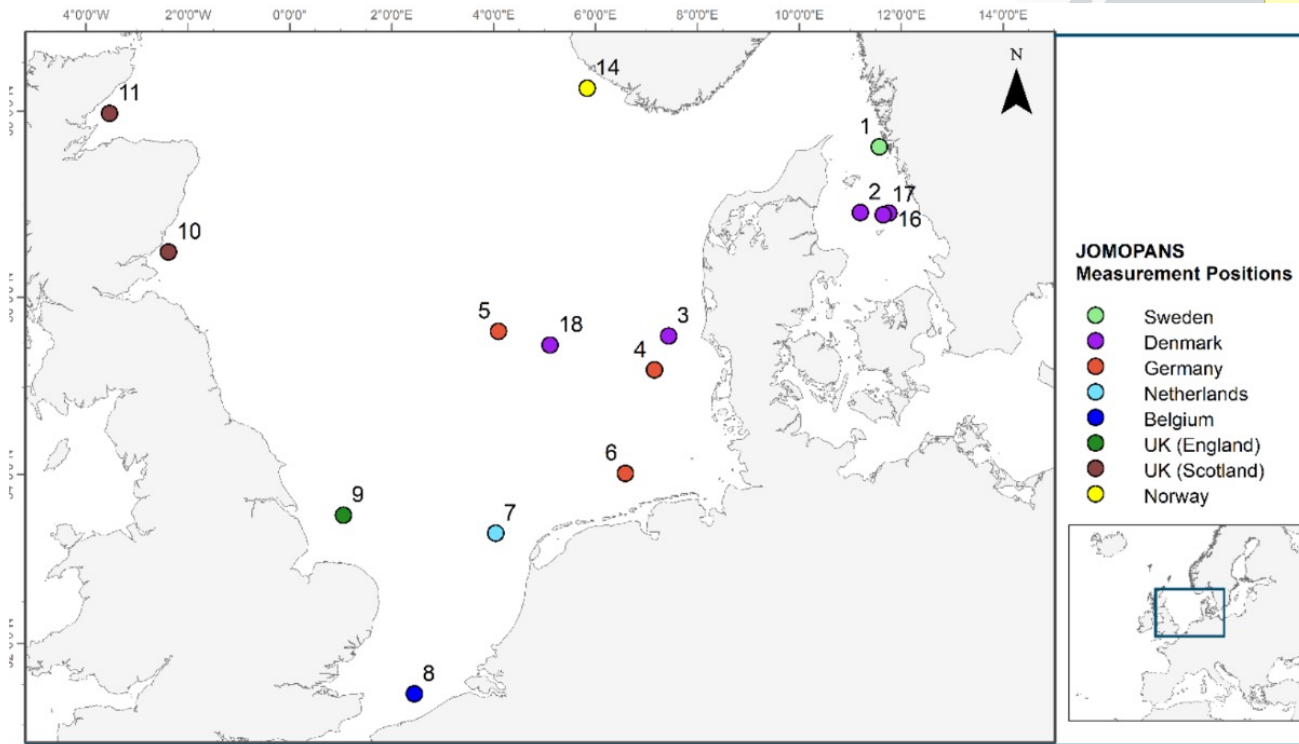 4°0'0"W 2°0'0"W 0°0'0" 2°0'0"E 4°0'0"E 6°0'0"E 8°0'0"E 10°0'0"E 12°0'0"E 14°0'0"E
N
14
11
1
2 17
16
10
5
18
3
4
6
9
7
8
JOMOPANS
Measurement Positions
Sweden
Denmark
Germany
Netherlands
Belgium
UK (England)
UK (Scotland)
Norway